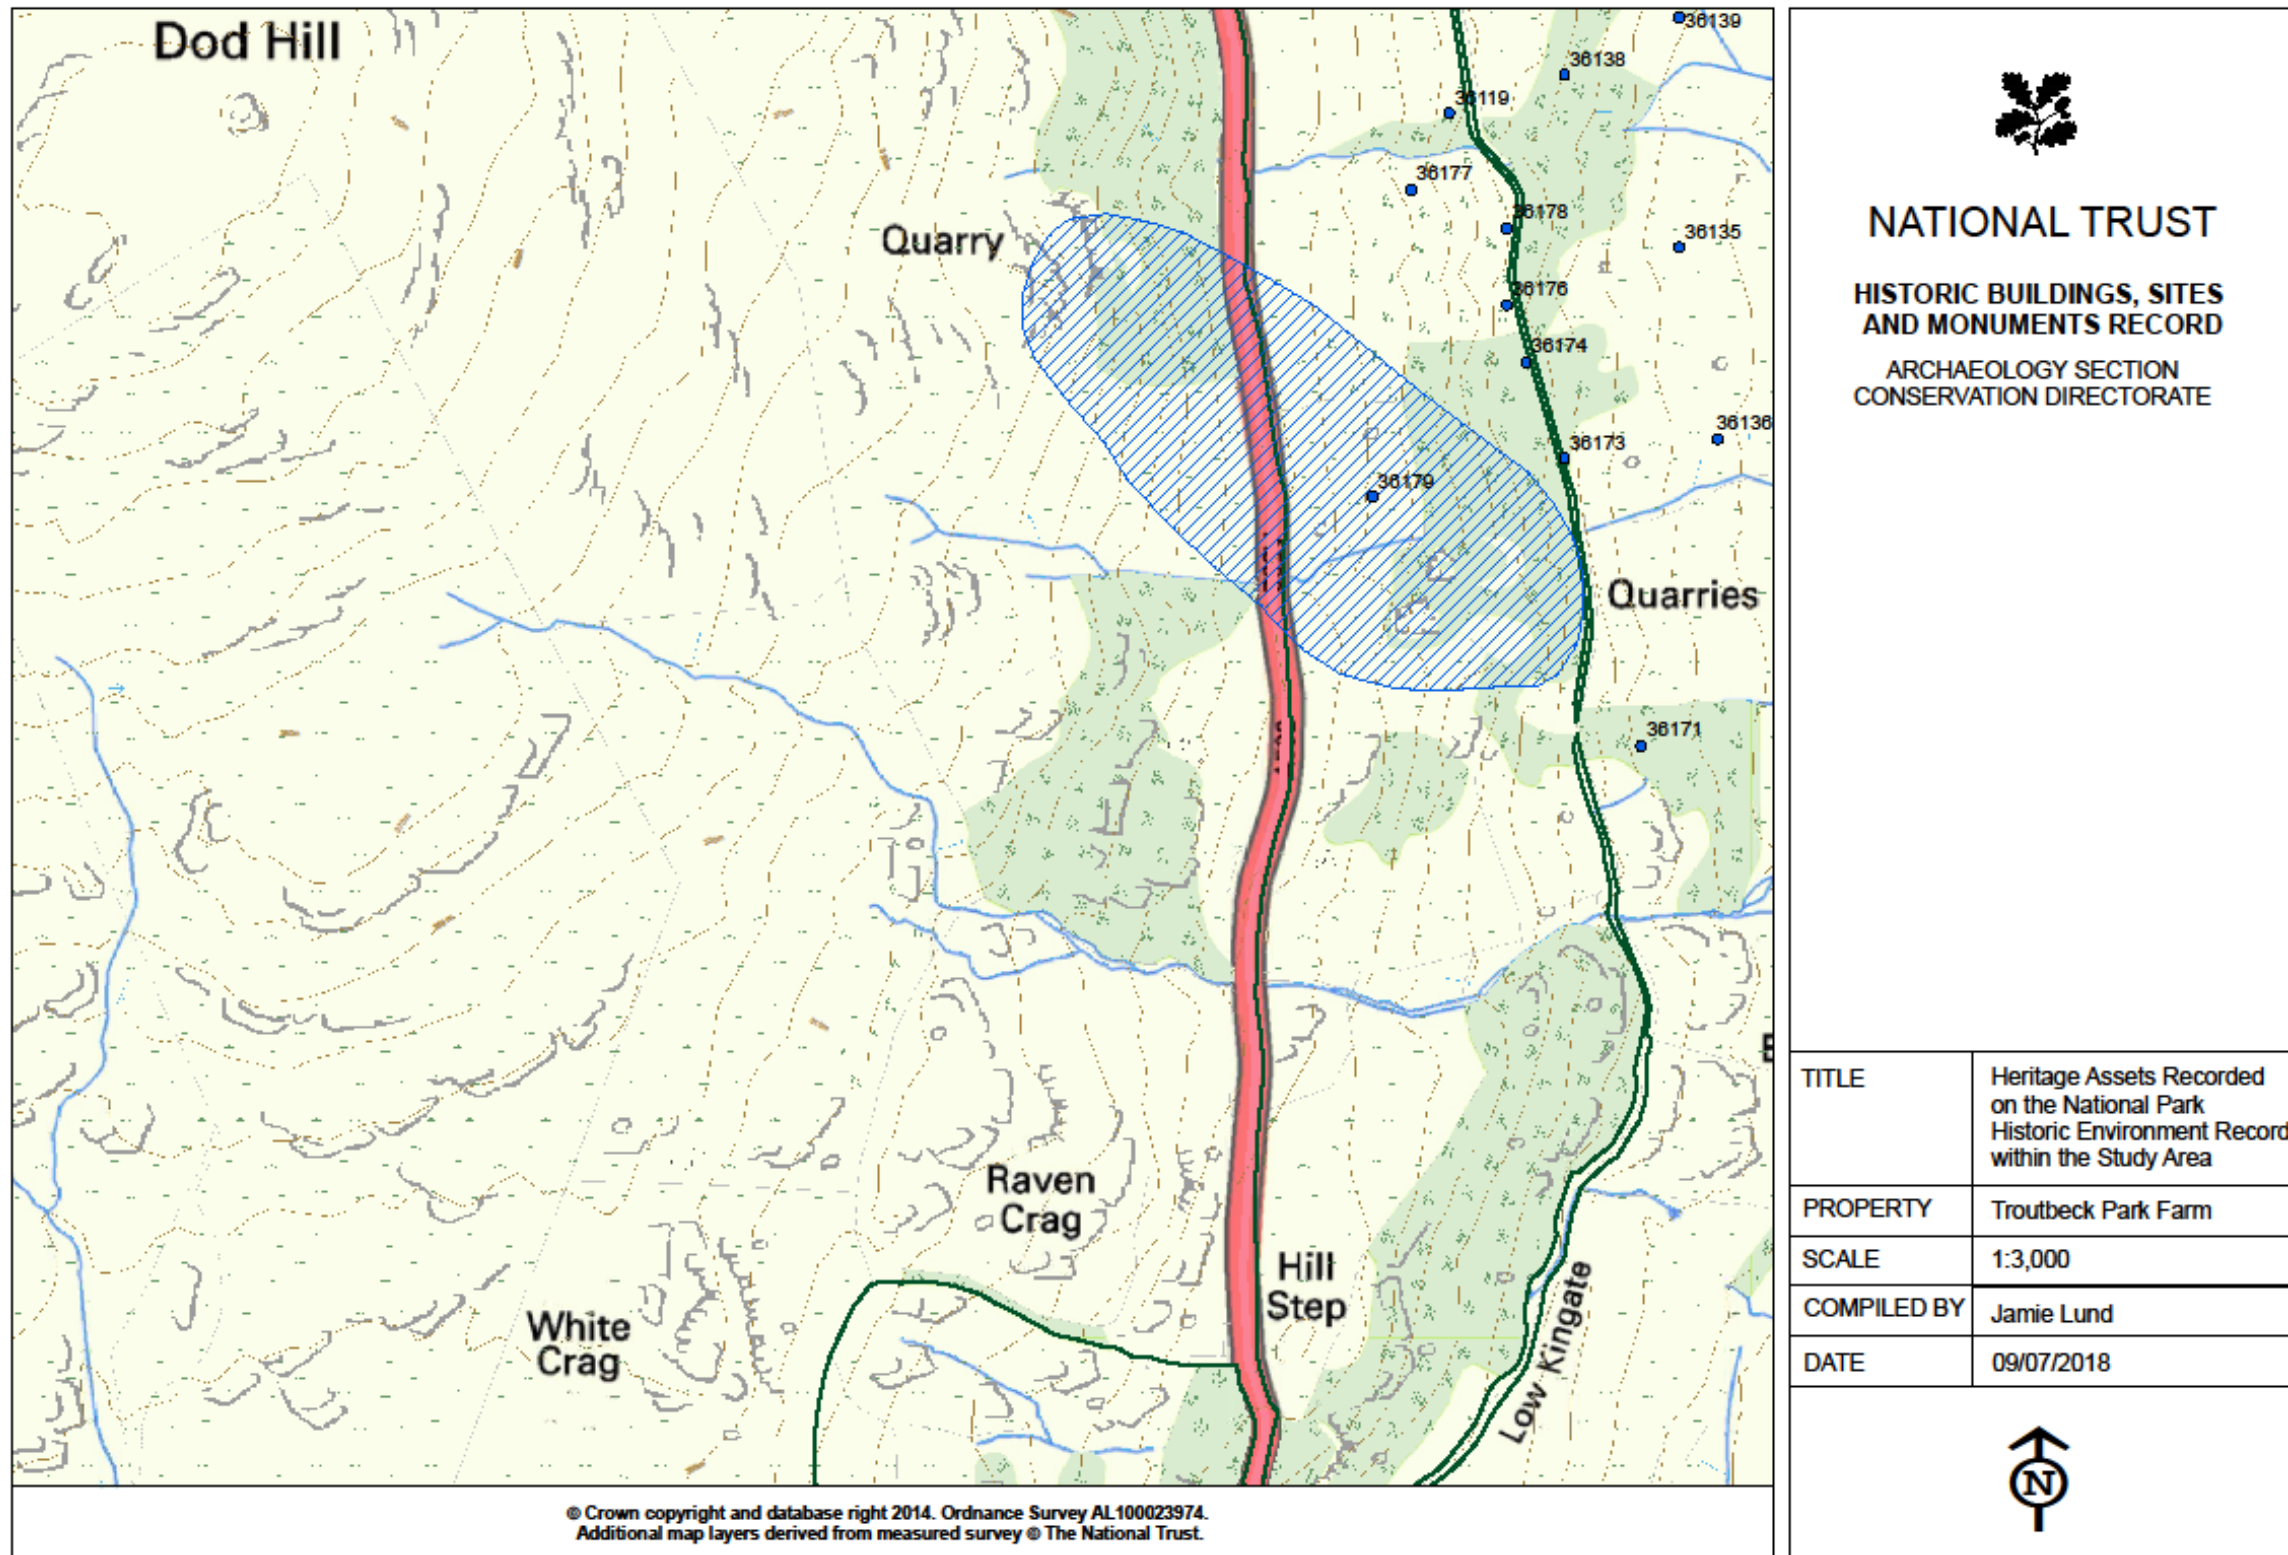 Dod Hill
36139
36138
36119
36177
36178
36135
Quarry
36176
36174
36136
36173
36179
Quarries
36171
Raven
Crag
Hill
Step
White
Crag
Low Kingate
© Crown copyright and database right 2014. Ordnance Survey AL100023974.
Additional map layers derived from measured survey © The National Trust.
NATIONAL TRUST
HISTORIC BUILDINGS, SITES
AND MONUMENTS RECORD
ARCHAEOLOGY SECTION
CONSERVATION DIRECTORATE
TITLE
Heritage Assets Recorded
on the National Park
Historic Environment Record
within the Study Area
PROPERTY
Troutbeck Park Farm
SCALE
1:3,000
COMPILED BY
Jamie Lund
DATE
09/07/2018
N